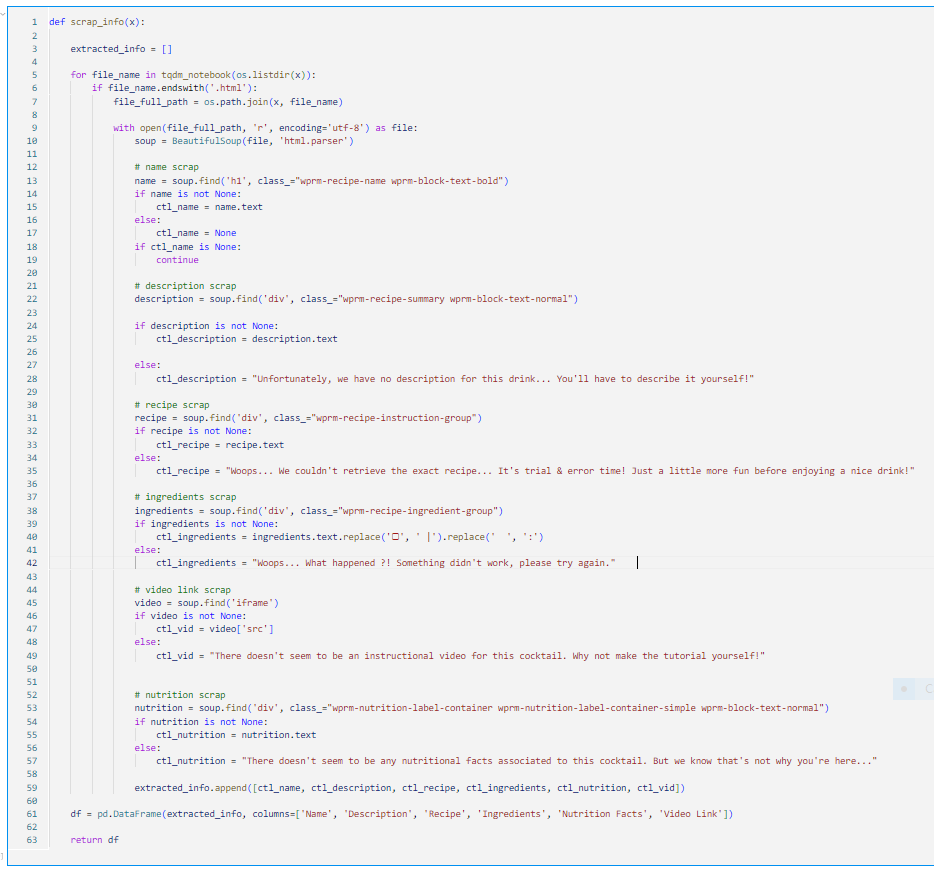 1 def scrap_info(x):
2
3     extracted_info = []
4
5     for file_name in tqdm_notebook(os.listdir(x)):
6         if file_name.endswith('.html'):
7             file_full_path = os.path.join(x, file_name)
8
9             with open(file_full_path, 'r', encoding='utf-8') as file:
10                 soup = BeautifulSoup(file, 'html.parser')
11
12                 # name scrap
13                 name = soup.find('h1', class_="wprm-recipe-name wprm-block-text-bold")
14                 if name is not None:
15                     ctl_name = name.text
16                 else:
17                     ctl_name = None
18                 if ctl_name is None:
19                     continue
20
21                 # description scrap
22                 description = soup.find('div', class_="wprm-recipe-summary wprm-block-text-normal")
23
24                 if description is not None:
25                     ctl_description = description.text
26
27                 else:
28                     ctl_description = "Unfortunately, we have no description for this drink... You'll have to describe it yourself!"
29
30                 # recipe scrap
31                 recipe = soup.find('div', class_="wprm-recipe-instruction-group")
32                 if recipe is not None:
33                     ctl_recipe = recipe.text
34                 else:
35                     ctl_recipe = "Woops... We couldn't retrieve the exact recipe... It's trial & error time! Just a little more fun before enjoying a nice drink!"
36
37                 # ingredients scrap
38                 ingredients = soup.find('div', class_="wprm-recipe-ingredient-group")
39                 if ingredients is not None:
40                     ctl_ingredients = ingredients.text.replace('▢', ' |').replace('  ', ':')
41                 else:
42                     ctl_ingredients = "Woops... What happened ?! Something didn't work, please try again."
43
44                 # video link scrap
45                 video = soup.find('iframe')
46                 if video is not None:
47                     ctl_vid = video['src']
48                 else:
49                     ctl_vid = "There doesn't seem to be an instructional video for this cocktail. Why not make the tutorial yourself!"
50
51
52                 # nutrition scrap
53                 nutrition = soup.find('div', class_="wprm-nutrition-label-container wprm-nutrition-label-container-simple wprm-block-text-normal")
54                 if nutrition is not None:
55                     ctl_nutrition = nutrition.text
56                 else:
57                     ctl_nutrition = "There doesn't seem to be any nutritional facts associated to this cocktail. But we know that's not why you're here..."
58
59                 extracted_info.append([ctl_name, ctl_description, ctl_recipe, ctl_ingredients, ctl_nutrition, ctl_vid])
60
61     df = pd.DataFrame(extracted_info, columns=['Name', 'Description', 'Recipe', 'Ingredients', 'Nutrition Facts', 'Video Link'])
62
63     return df